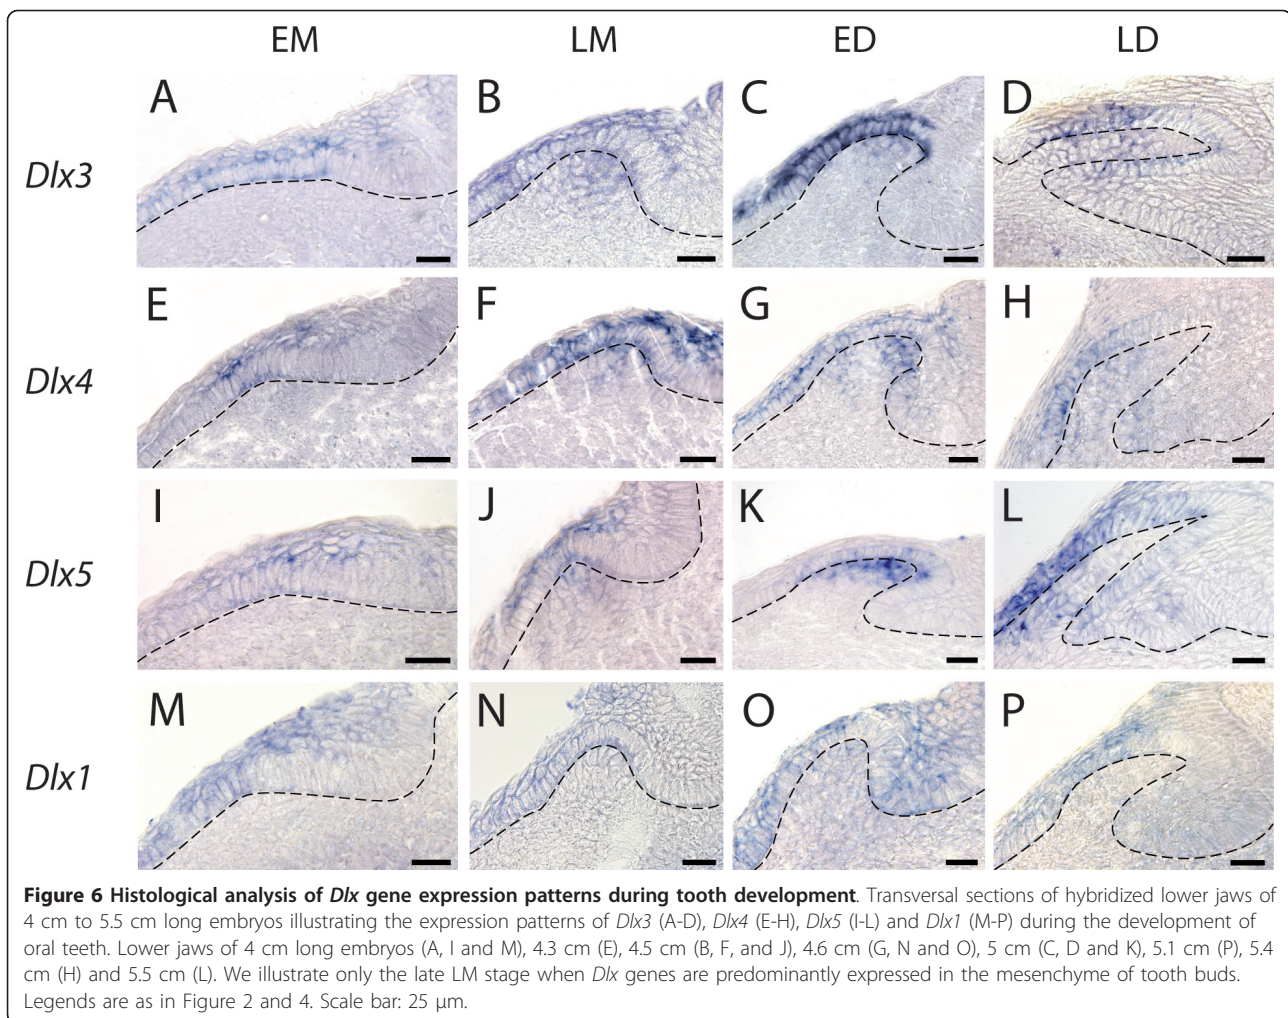 EM LM ED LD
A B C D
Dlx3
E F G H
Dlx4
I J K L
Dlx5
M N O P
Dlx1
Figure 6 Histological analysis of Dlx gene expression patterns during tooth development. Transversal sections of hybridized lower jaws of
4 cm to 5.5 cm long embryos illustrating the expression patterns of Dlx3 (A-D), Dlx4 (E-H), Dlx5 (I-L) and Dlx1 (M-P) during the development of
oral teeth. Lower jaws of 4 cm long embryos (A, I and M), 4.3 cm (E), 4.5 cm (B, F, and J), 4.6 cm (G, N and O), 5 cm (C, D and K), 5.1 cm (P), 5.4
cm (H) and 5.5 cm (L). We illustrate only the late LM stage when Dlx genes are predominantly expressed in the mesenchyme of tooth buds.
Legends are as in Figure 2 and 4. Scale bar: 25 μm.